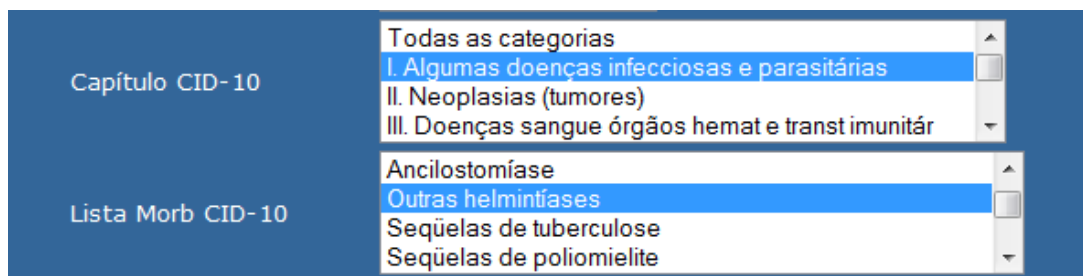 Capítulo CID-10
Todas as categorias
I. Algumas doenças infecciosas e parasitárias
II. Neoplasias (tumores)
III. Doenças sangue órgãos hemat e transt imunitár
Lista Morb CID-10
Ancilostomíase
Outras helmintíases
Seqüelas de tuberculose
Seqüelas de poliomielite